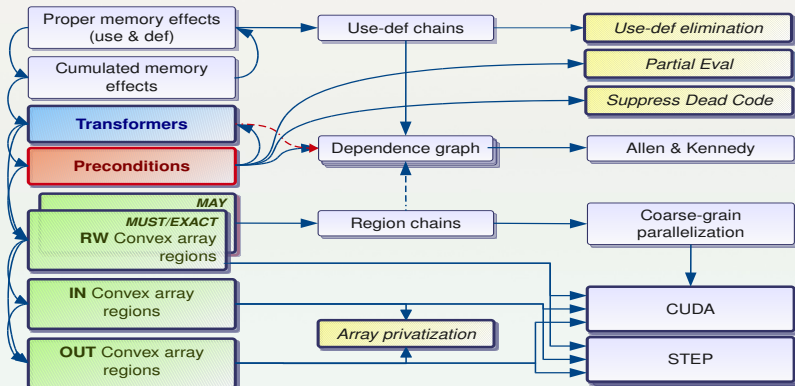 Proper memory effects
(use & def)
Use-def chains
Use-def elimination
Cumulated memory
effects
Partial Eval
Suppress Dead Code
Transformers
Dependence graph
Allen & Kennedy
Preconditions
MAY
MUST/EXACT
RW Convex array
regions
Region chains
Coarse-grain
parallelization
IN Convex array
regions
Array privatization
CUDA
OUT Convex array
regions
STEP